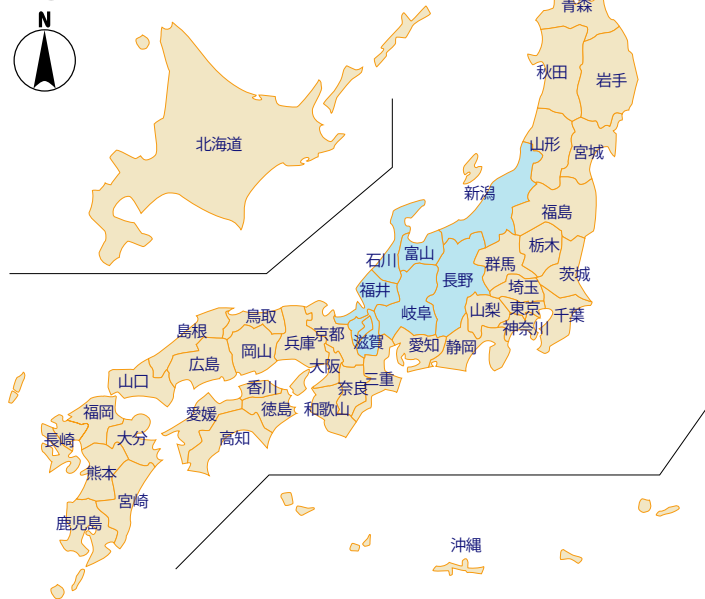 N
青森
秋田
岩手
北海道
山形
宮城
新潟
福島
栃木
富山
石川
群馬
茨城
長野
埼玉
福井
岐阜
山梨
東京
千葉
神奈川
鳥取
島根
京都
兵庫
滋賀
愛知
静岡
岡山
広島
大阪
三重
山口
奈良
香川
和歌山
徳島
愛媛
福岡
高知
長崎
大分
熊本
宮崎
鹿児島
沖縄